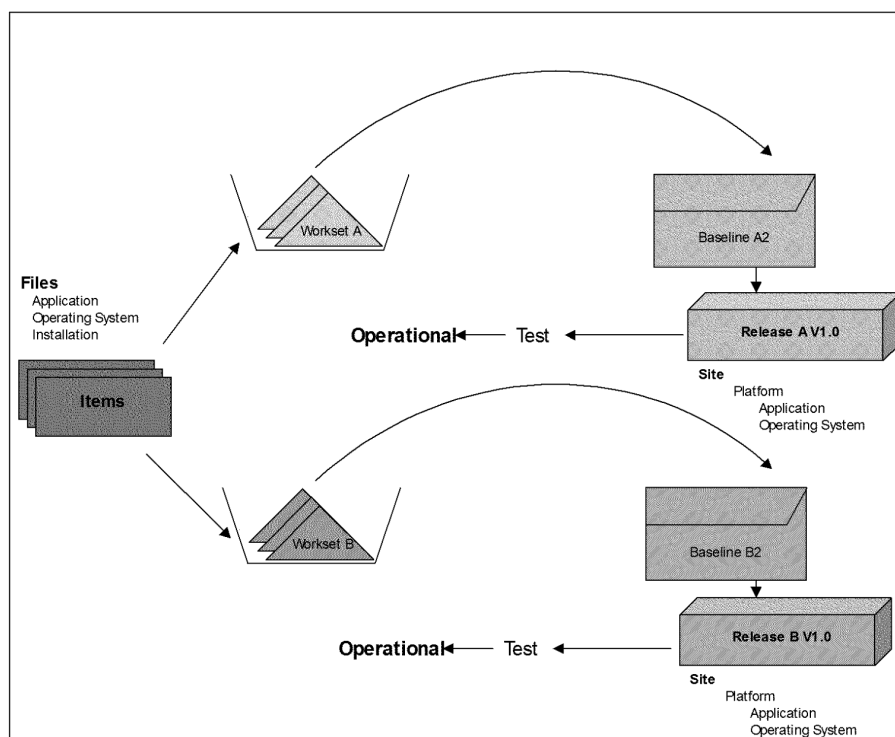 Workset A
Baseline A2
Files
Application
Operating System
Installation
Operational
Test
Release A V1.0
Site
Platform
Application
Operating System
Items
Workset B
Baseline B2
Operational
Test
Release B V1.0
Site
Platform
Application
Operating System